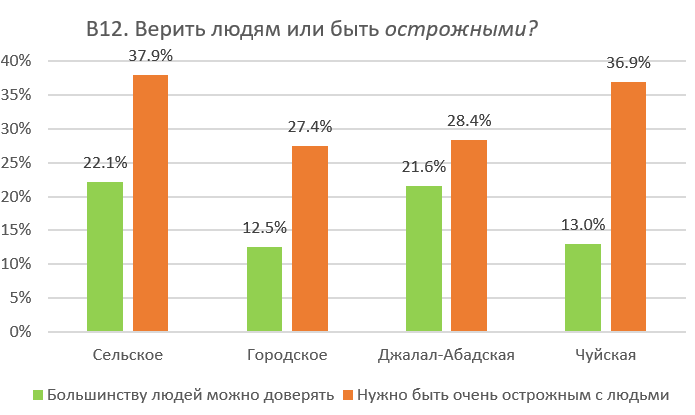 В12. Верить людям или быть острожными?
40%
35%
30%
25%
20%
15%
10%
5%
0%
22.1%
37.9%
12.5%
27.4%
21.6%
28.4%
13.0%
36.9%
Сельское
Городское
Джалал-Абадская
Чуйская
Большинству людей можно доверять
Нужно быть очень острожным с людьми